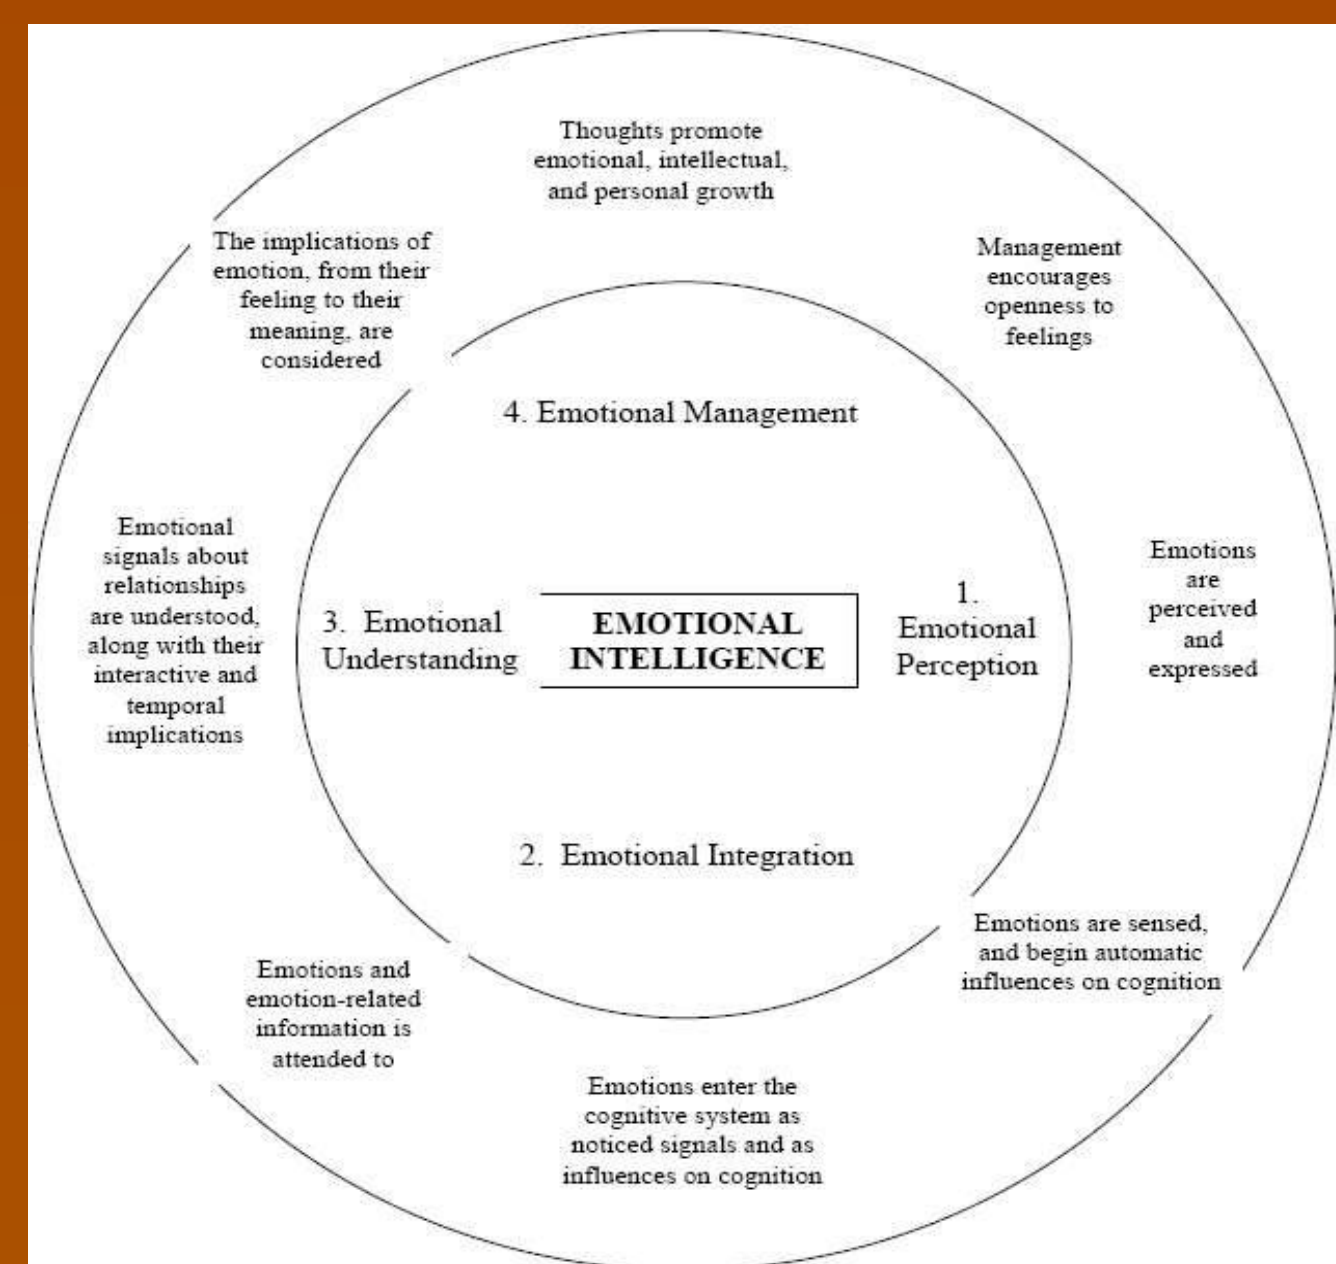 Thoughts promote
emotional, intellectual,
and personal growth
The implications of
emotion, from their
feeling to their
meaning, are
considered
Management
encourages
openness to
feelings
4. Emotional Management
Emotional
signals about
relationships
are understood,
along with their
interactive and
temporal
implications
3. Emotional
Understanding
EMOTIONAL
INTELLIGENCE
1.
Emotional
Perception
Emotions
are
perceived
and
expressed
2. Emotional Integration
Emotions are sensed,
and begin automatic
influences on cognition
Emotions and
emotion-related
information is
attended to
Emotions enter the
cognitive system as
noticed signals and as
influences on cognition